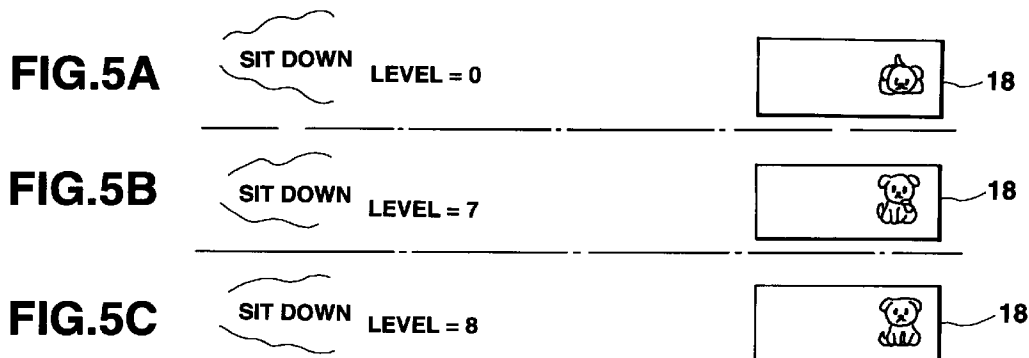 FIG.5A SIT DOWN LEVEL = 0 18
FIG.5B SIT DOWN LEVEL = 7 18
FIG.5C SIT DOWN LEVEL = 8 18